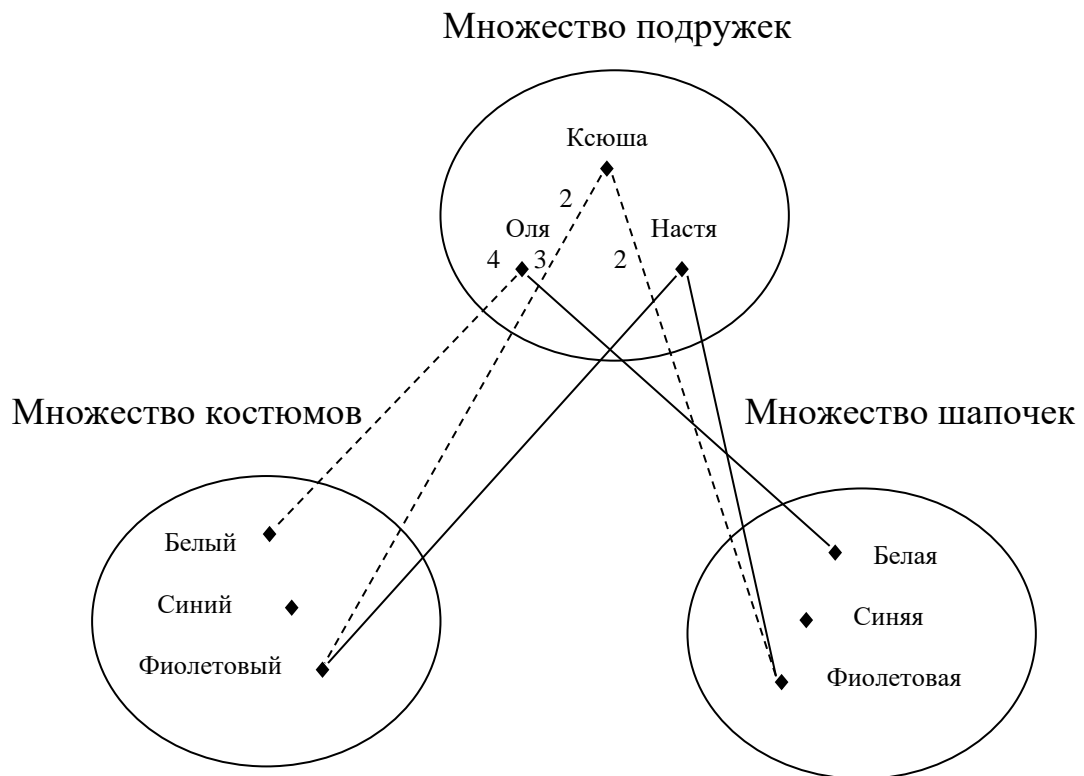 Множество подружек
Ксюша
2
Оля
Настя
4
3
2
Множество костюмов
Множество шапочек
Белый
Белая
Синий
Синяя
Фиолетовый
Фиолетовая